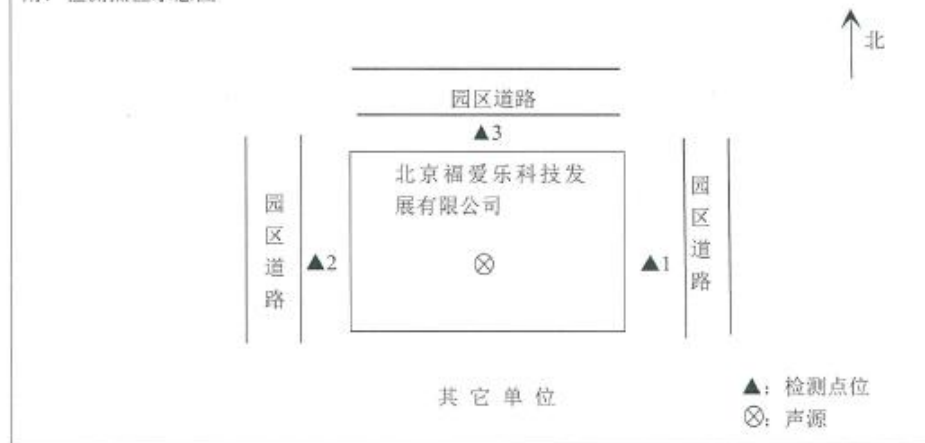 北
园区道路
▲3
北京福爱乐科技发
展有限公司
园区道路
▲2
▲1
园区道路
其它单位
▲：检测点位
⊗：声源